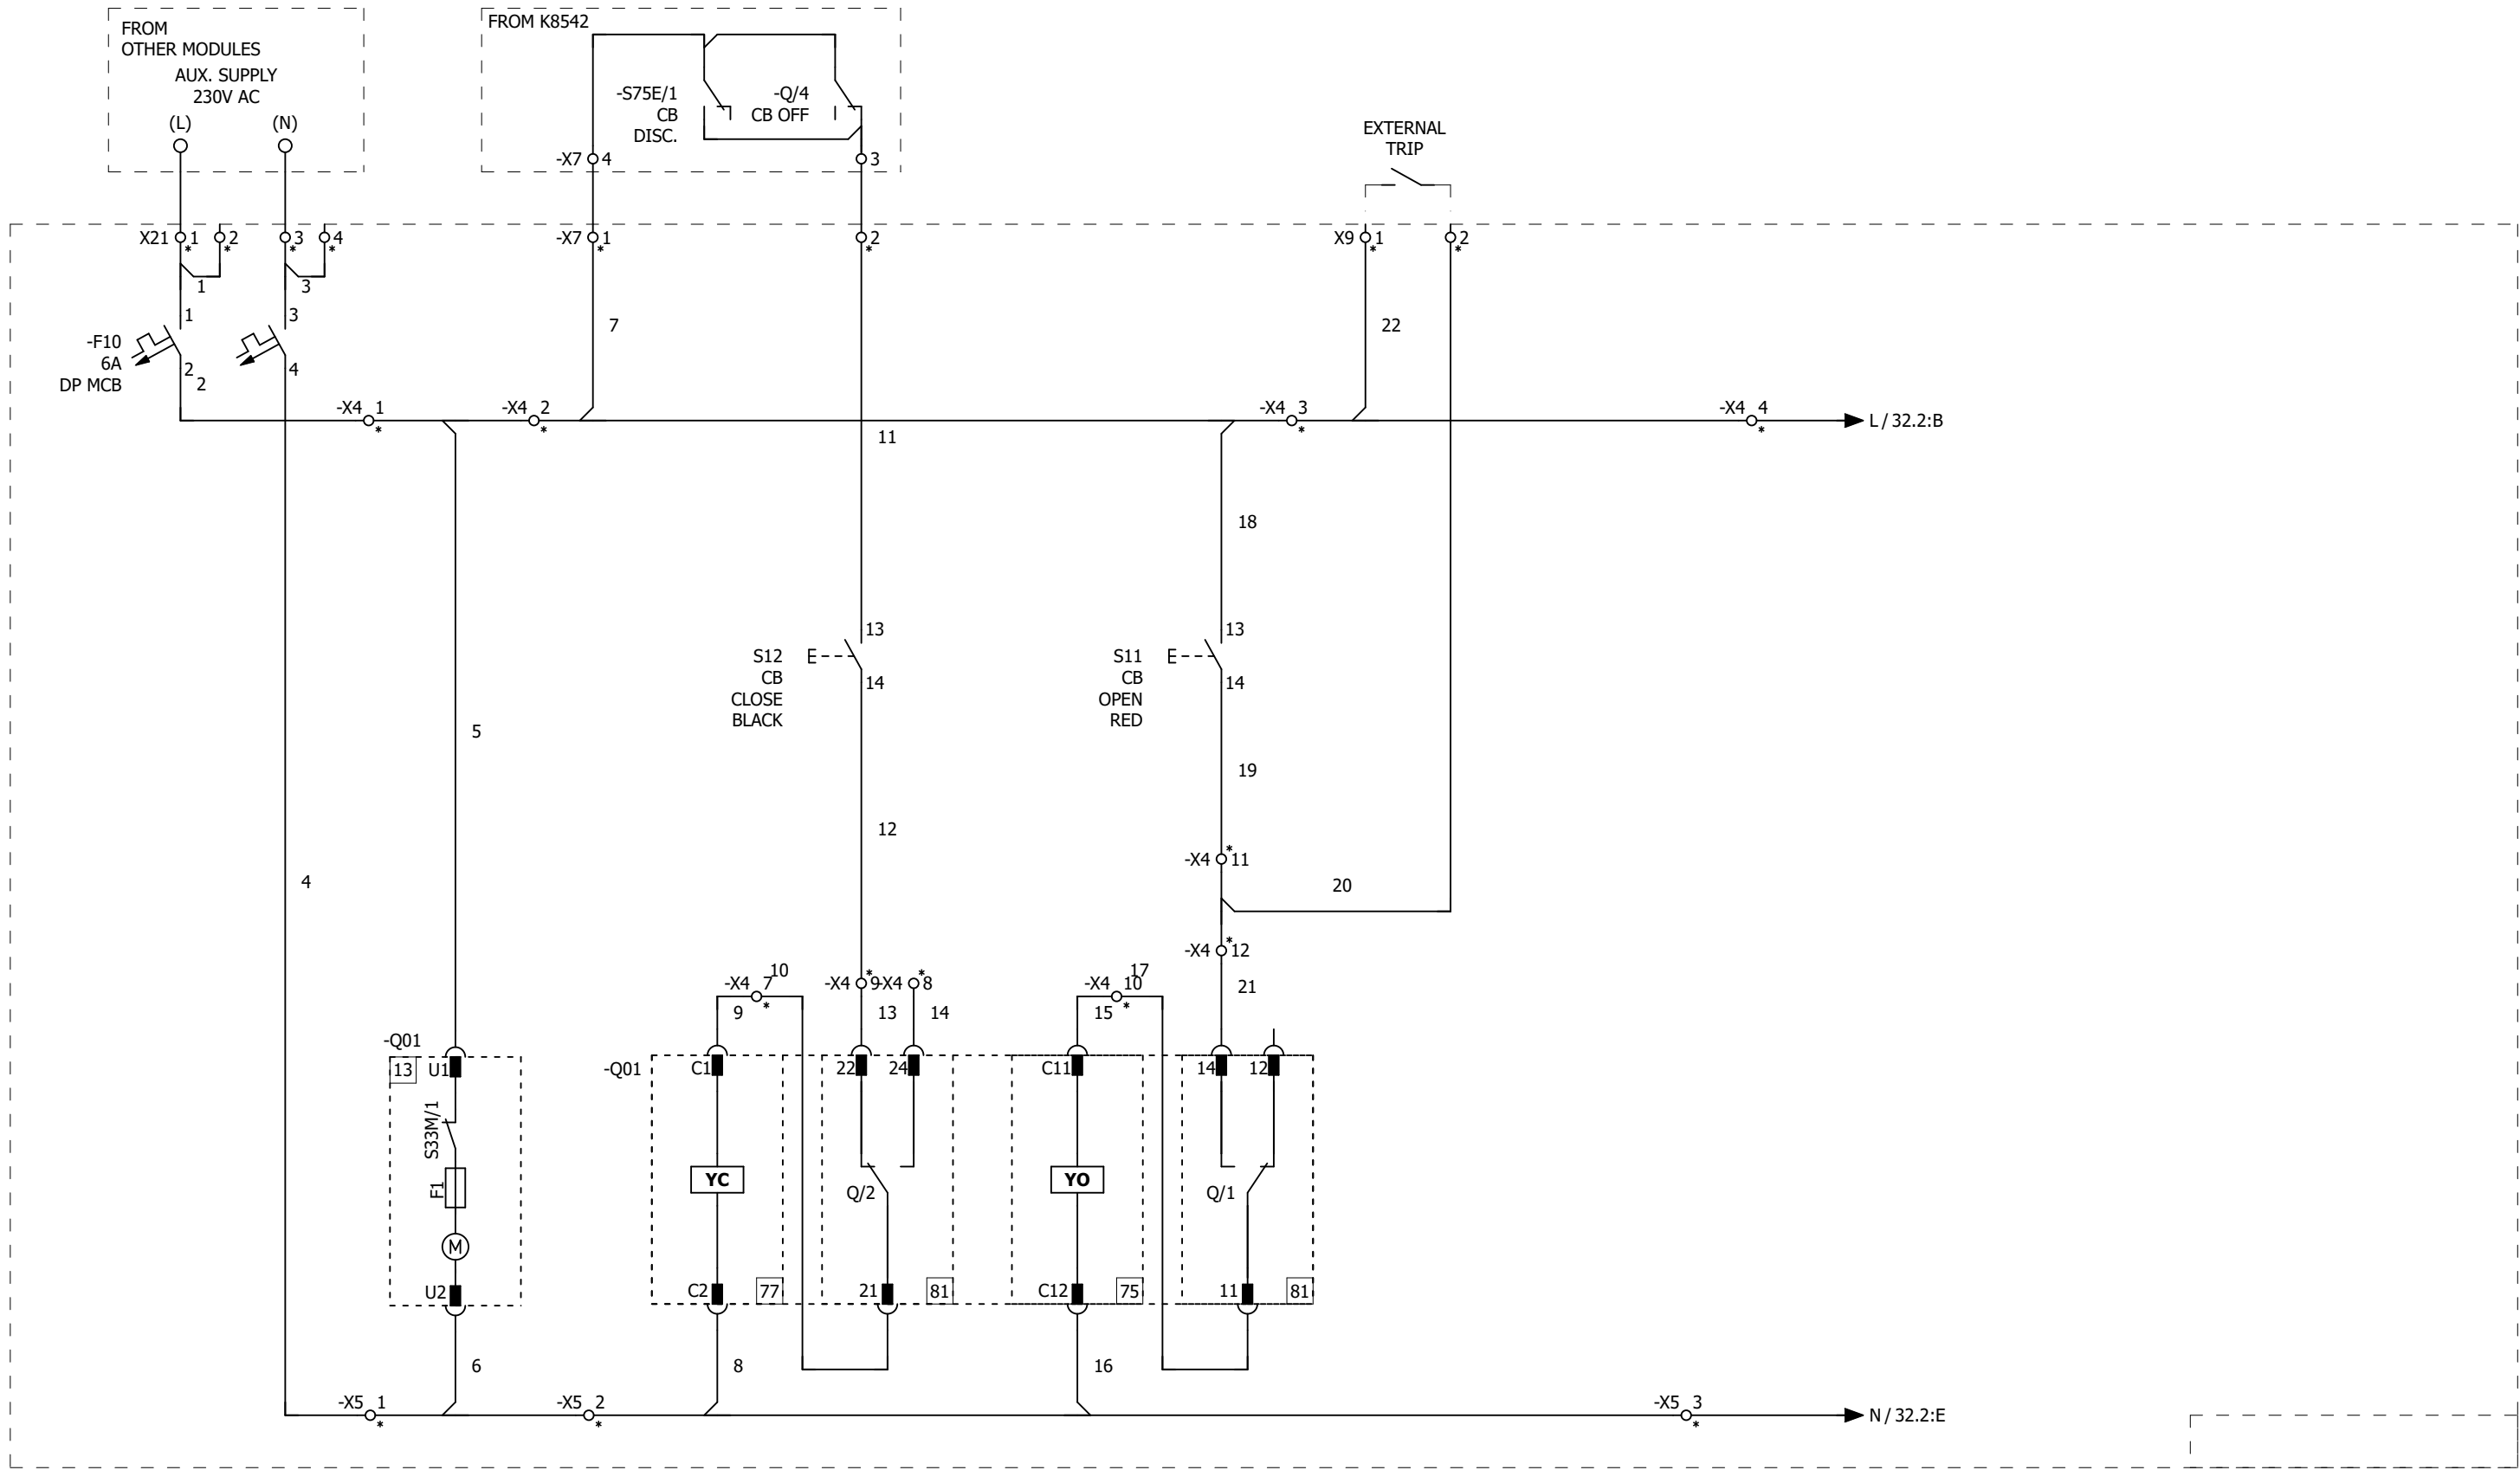 FROM
OTHER MODULES
AUX. SUPPLY
230V AC
(L)
(N)
FROM K8542
-S75E/1
CB
DISC.
-Q/4
CB OFF
-X7 4
3
EXTERNAL
TRIP
X21 1
*
2
*
3
*
4
*
-X7 1
*
2
*
X9 1
*
2
*
1
3
1
3
-F10
6A
DP MCB
2
2
4
7
22
-X4 1
*
-X4 2
*
-X4 3
*
-X4 4
*
L / 32.2:B
11
18
13
S12
CB
CLOSE
BLACK
E
14
13
S11
CB
OPEN
RED
E
14
5
19
12
4
-X4 11
*
20
-X4 12
*
10
-X4 7
*
-X4 9
*
-X4 8
*
17
-X4 10
*
21
9
13
14
15
-Q01
13
U1
-Q01
C1
22
24
C11
14
12
S33M/1
F1
M
YC
Q/2
YO
Q/1
U2
C2
77
21
81
C12
75
11
81
6
8
16
-X5 1
*
-X5 2
*
-X5 3
*
N / 32.2:E